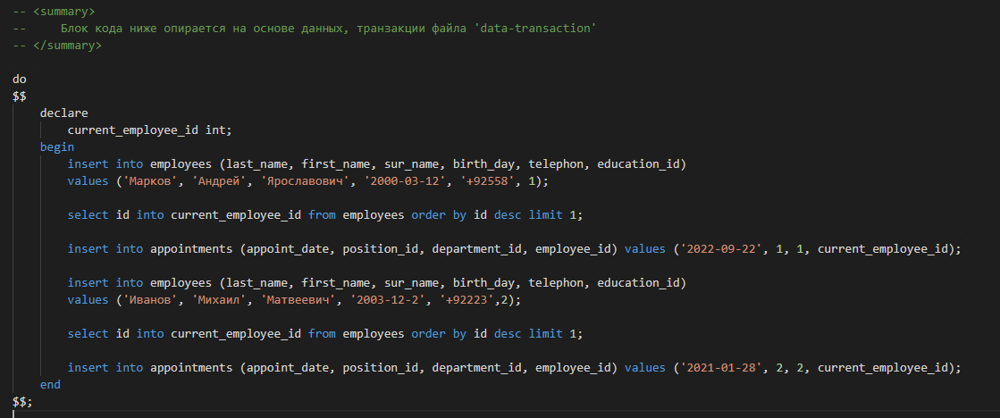 -- <summary>
--     Блок кода ниже опирается на основе данных, транзакции файла 'data-transaction'
-- </summary>
do
$$
declare
current_employee_id int;
begin
insert into employees (last_name, first_name, sur_name, birth_day, telephon, education_id)
values ('Марков', 'Андрей', 'Ярославович', '2000-03-12', '+92558', 1);
select id into current_employee_id from employees order by id desc limit 1;
insert into appointments (appoint_date, position_id, department_id, employee_id) values ('2022-09-22', 1, 1, current_employee_id);
insert into employees (last_name, first_name, sur_name, birth_day, telephon, education_id)
values ('Иванов', 'Михаил', 'Матвеевич', '2003-12-2', '+92223',2);
select id into current_employee_id from employees order by id desc limit 1;
insert into appointments (appoint_date, position_id, department_id, employee_id) values ('2021-01-28', 2, 2, current_employee_id);
end
$$;